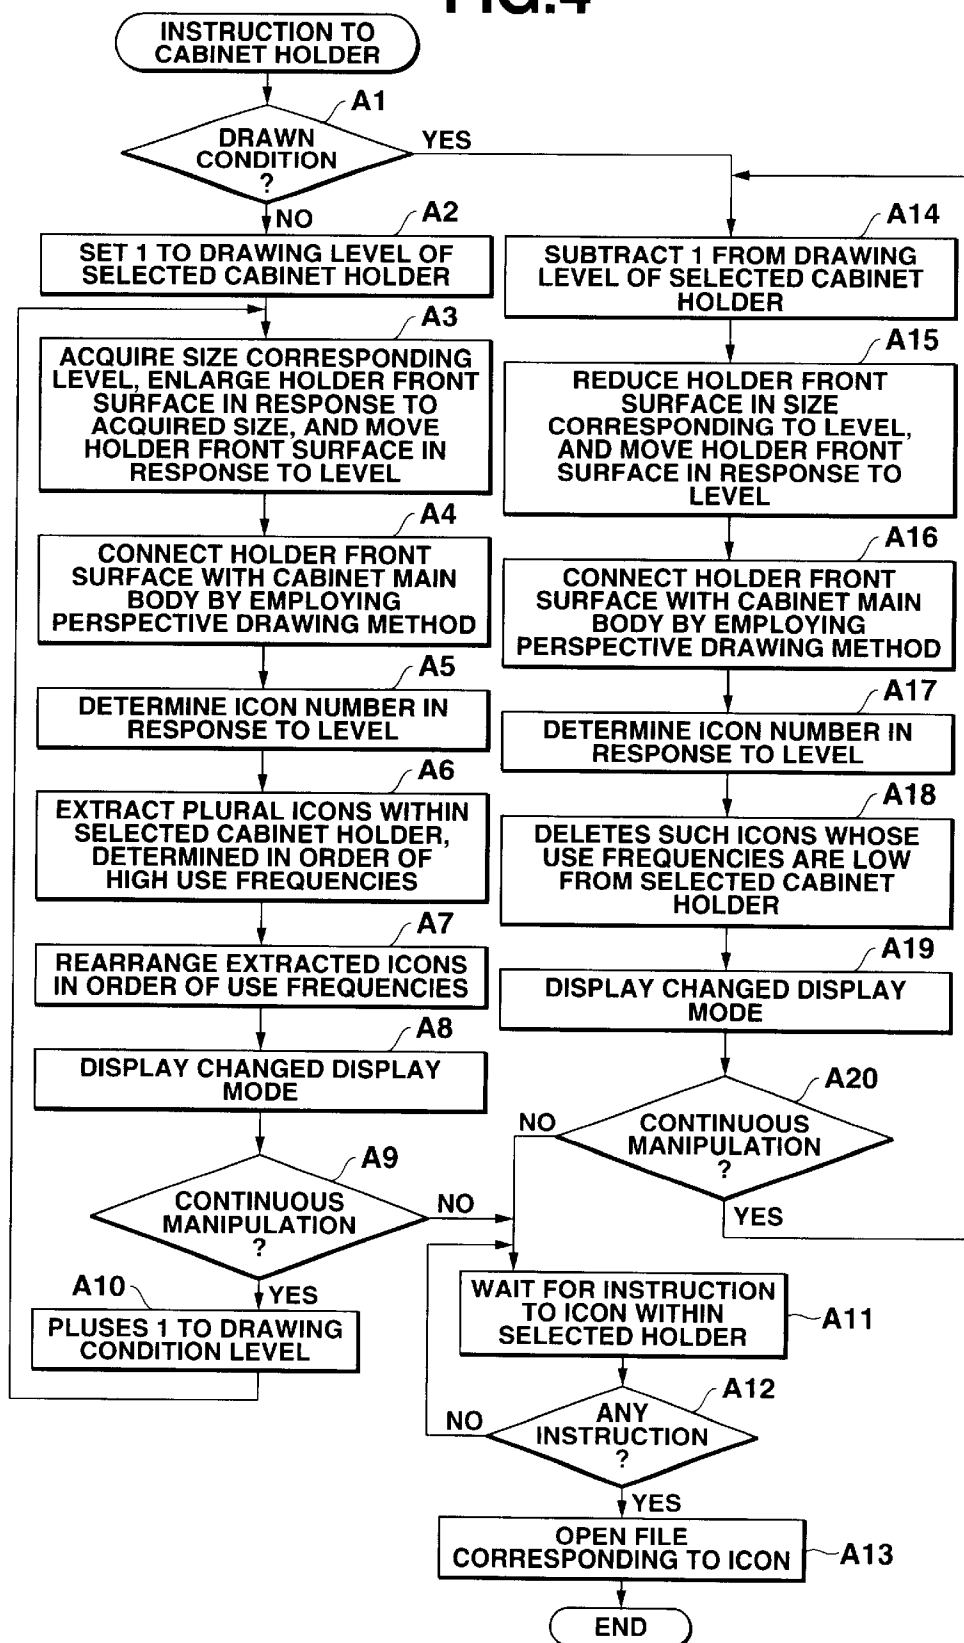 FIG.4
INSTRUCTION TO
CABINET HOLDER
A1
DRAWN
CONDITION
?
YES
NO
A2
SET 1 TO DRAWING LEVEL OF
SELECTED CABINET HOLDER
A3
ACQUIRE SIZE CORRESPONDING
LEVEL, ENLARGE HOLDER FRONT
SURFACE IN RESPONSE TO
ACQUIRED SIZE, AND MOVE
HOLDER FRONT SURFACE IN
RESPONSE TO LEVEL
A4
CONNECT HOLDER FRONT
SURFACE WITH CABINET MAIN
BODY BY EMPLOYING
PERSPECTIVE DRAWING METHOD
A5
DETERMINE ICON NUMBER IN
RESPONSE TO LEVEL
A6
EXTRACT PLURAL ICONS WITHIN
SELECTED CABINET HOLDER,
DETERMINED IN ORDER OF
HIGH USE FREQUENCIES
A7
REARRANGE EXTRACTED ICONS
IN ORDER OF USE FREQUENCIES
A8
DISPLAY CHANGED DISPLAY
MODE
A9
CONTINUOUS
MANIPULATION
?
NO
YES
A10
PLUSES 1 TO DRAWING
CONDITION LEVEL
A14
SUBTRACT 1 FROM DRAWING
LEVEL OF SELECTED CABINET
HOLDER
A15
REDUCE HOLDER FRONT
SURFACE IN SIZE
CORRESPONDING TO LEVEL,
AND MOVE HOLDER FRONT
SURFACE IN RESPONSE TO
LEVEL
A16
CONNECT HOLDER FRONT
SURFACE WITH CABINET MAIN
BODY BY EMPLOYING
PERSPECTIVE DRAWING METHOD
A17
DETERMINE ICON NUMBER IN
RESPONSE TO LEVEL
A18
DELETES SUCH ICONS WHOSE
USE FREQUENCIES ARE LOW
FROM SELECTED CABINET
HOLDER
A19
DISPLAY CHANGED DISPLAY
MODE
A20
CONTINUOUS
MANIPULATION
?
NO
YES
WAIT FOR INSTRUCTION
TO ICON WITHIN
SELECTED HOLDER
A11
A12
ANY
INSTRUCTION
?
NO
YES
OPEN FILE
CORRESPONDING TO ICON
A13
END